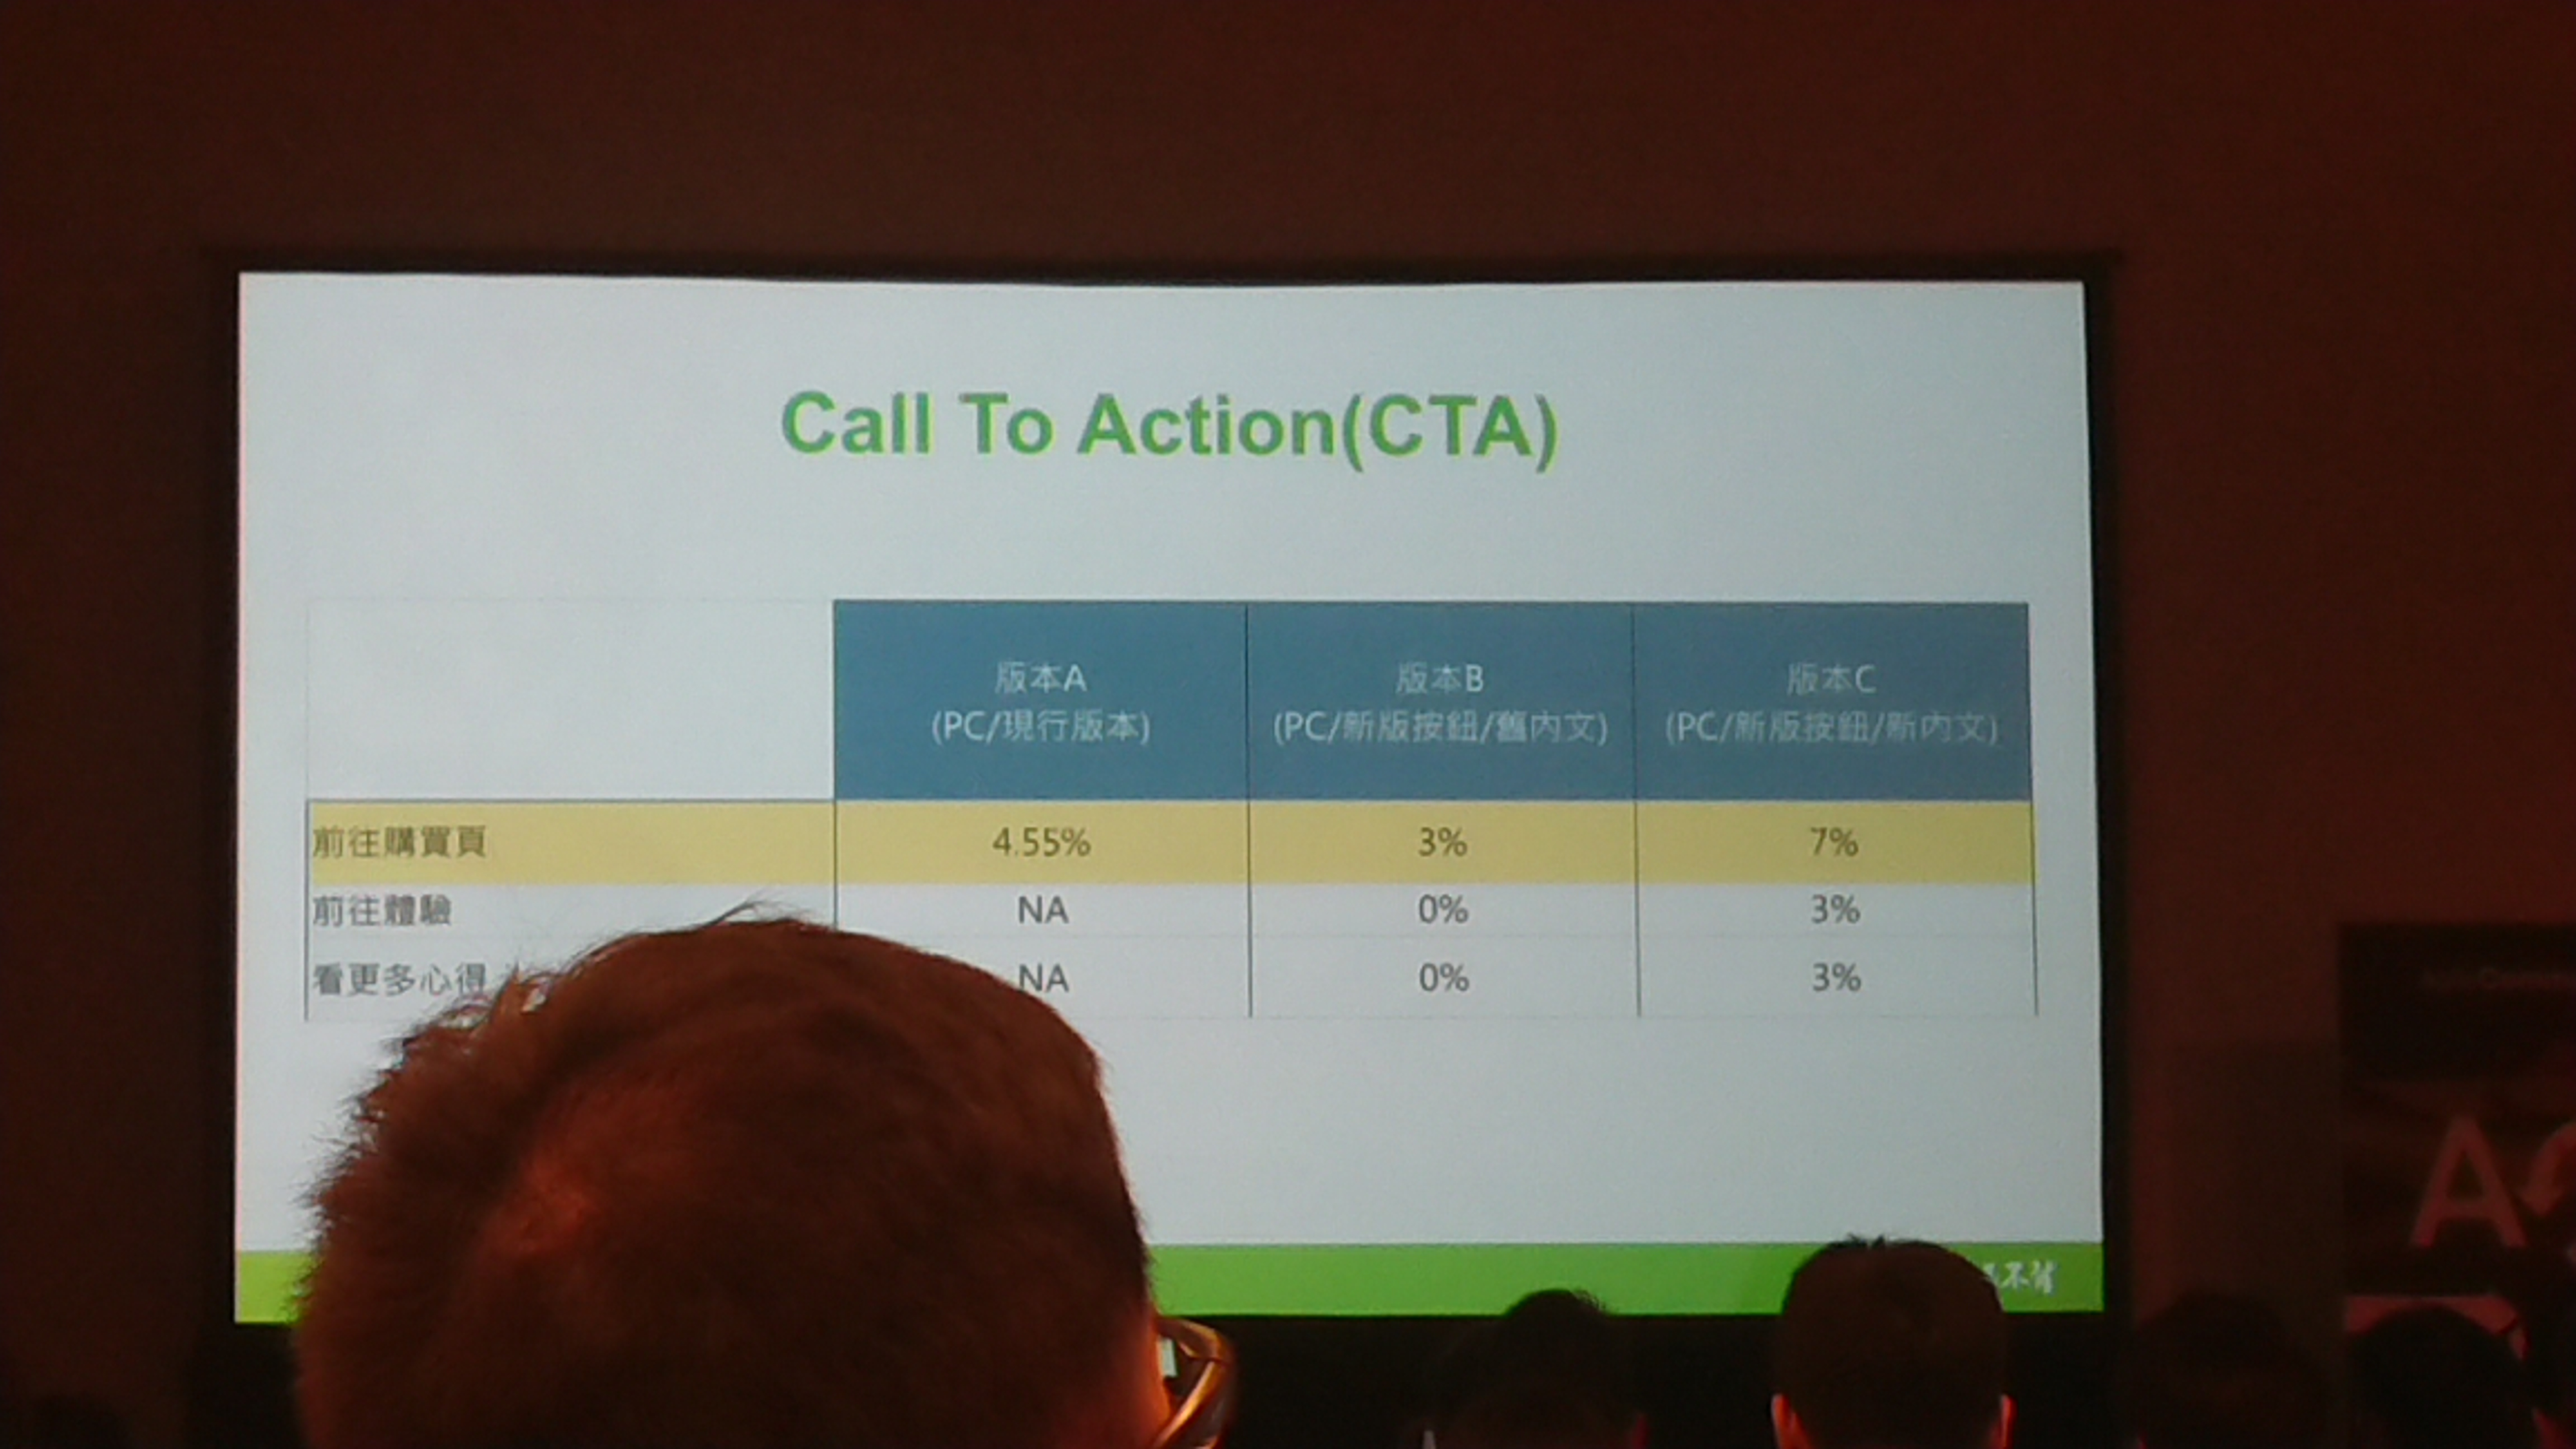 Call To Action(CTA)
版本A
(PC/現行版本)
版本B
(PC/新版按鈕/舊內文)
版本C
(PC/新版按鈕/新內文)
前往購買頁 4.55% 3% 7%
前往體驗 NA 0% 3%
看更多心得 NA 0% 3%